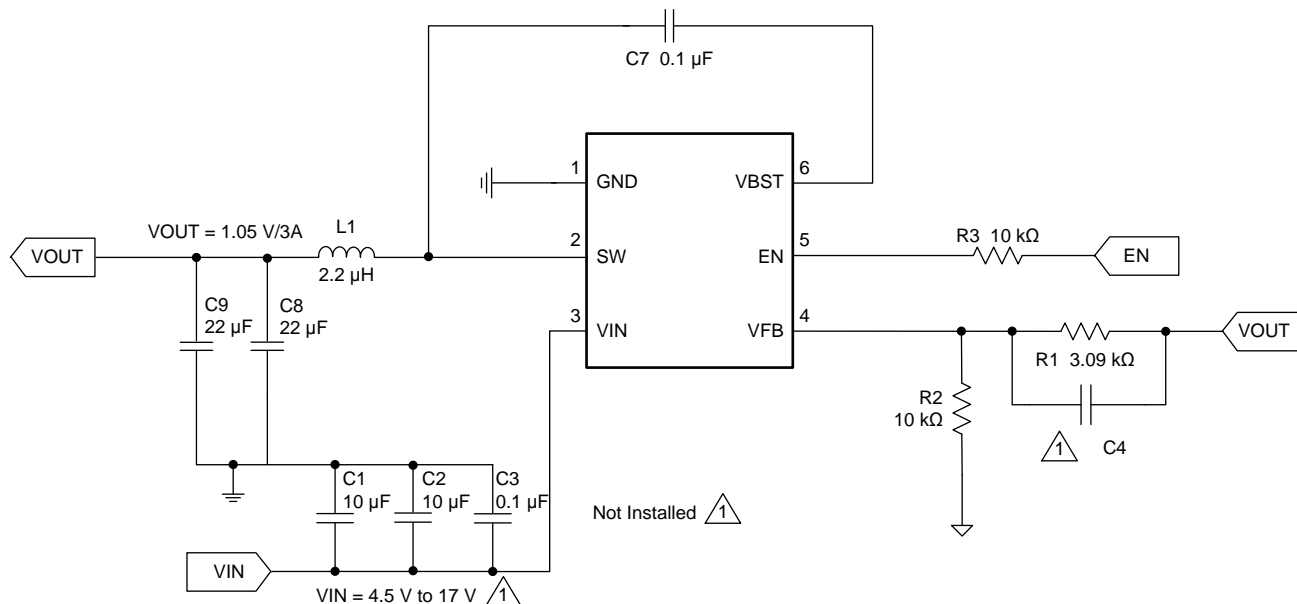 C7 0.1 µF
1
GND
VBST
6
VOUT = 1.05 V/3A
L1
VOUT
2.2 µH
2
SW
EN
5
R3 10 kΩ
EN
C9
22 µF
C8
22 µF
3
VIN
VFB
4
VOUT
R1 3.09 kΩ
R2
10 kΩ
1
C4
C1
10 µF
C2
10 µF
C3
0.1 µF
Not Installed 1
VIN
VIN = 4.5 V to 17 V 1